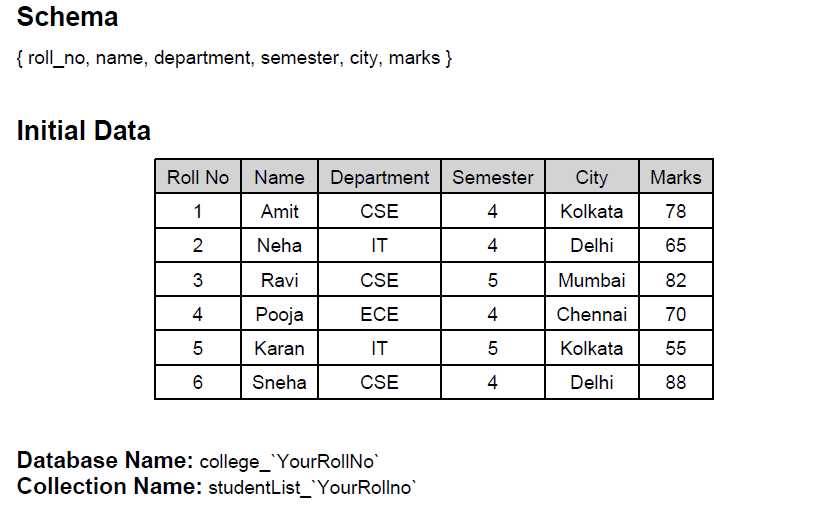 Schema
{ roll_no, name, department, semester, city, marks }
Initial Data
Roll No Name Department Semester City Marks
1 Amit CSE 4 Kolkata 78
2 Neha IT 4 Delhi 65
3 Ravi CSE 5 Mumbai 82
4 Pooja ECE 4 Chennai 70
5 Karan IT 5 Kolkata 55
6 Sneha CSE 4 Delhi 88
Database Name: college_`YourRollNo`
Collection Name: studentList_`YourRollno`